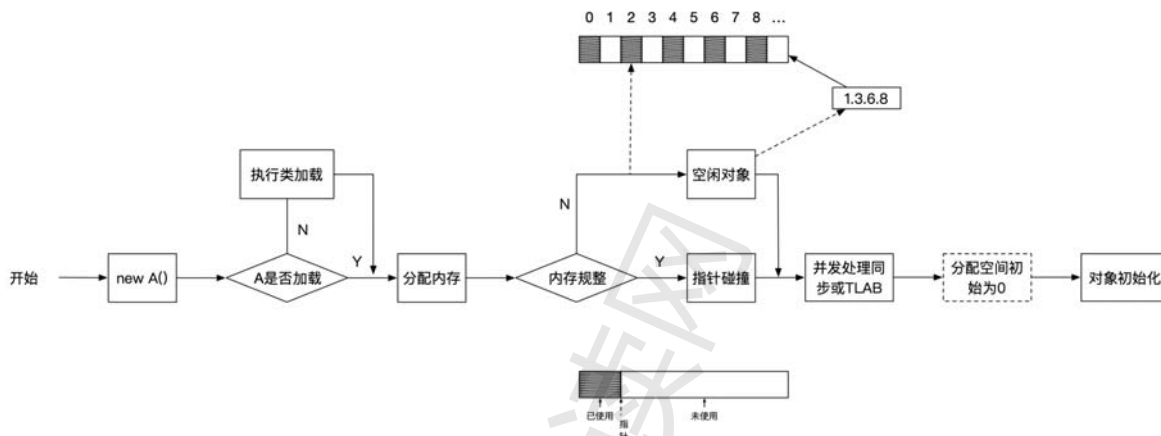 0 1 2 3 4 5 6 7 8 ...
1.3.6.8
执行类加载
空闲对象
N
N
开始
new A()
A是否加载
Y
分配内存
内存规整
Y
指针碰撞
并发处理同
步或TLAB
分配空间初
始为0
对象初始化
已使用
指
针
未使用